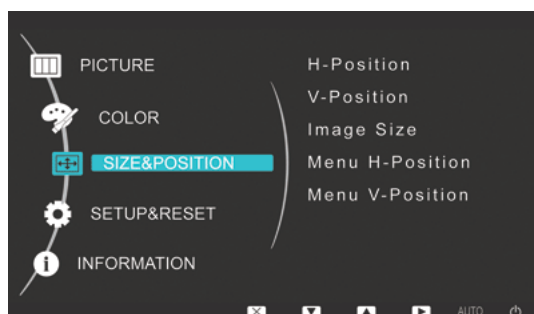 PICTURE
COLOR
SIZE&POSITION
SETUP&RESET
INFORMATION
H-Position
V-Position
Image Size
Menu H-Position
Menu V-Position
AUTO